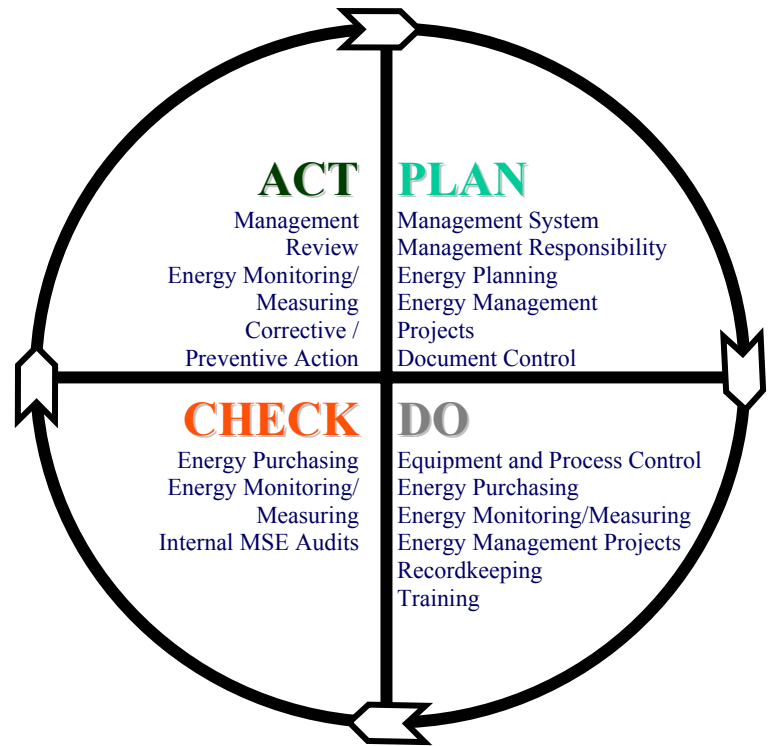 ACT
Management
Review
Energy Monitoring/
Measuring
Corrective /
Preventive Action
PLAN
Management System
Management Responsibility
Energy Planning
Energy Management
Projects
Document Control
CHECK
Energy Purchasing
Energy Monitoring/
Measuring
Internal MSE Audits
DO
Equipment and Process Control
Energy Purchasing
Energy Monitoring/Measuring
Energy Management Projects
Recordkeeping
Training